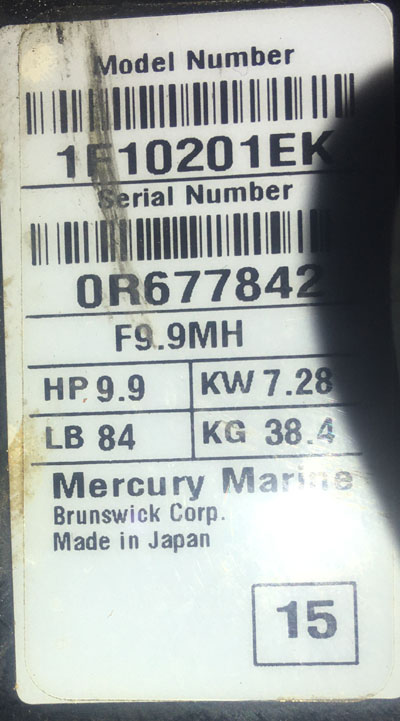 Model Number
1F10201EK
Serial Number
0R677842
F9.9MH
HP 9.9 KW 7.28
LB 84 KG 38.4
Mercury Marine
Brunswick Corp.
Made in Japan
15